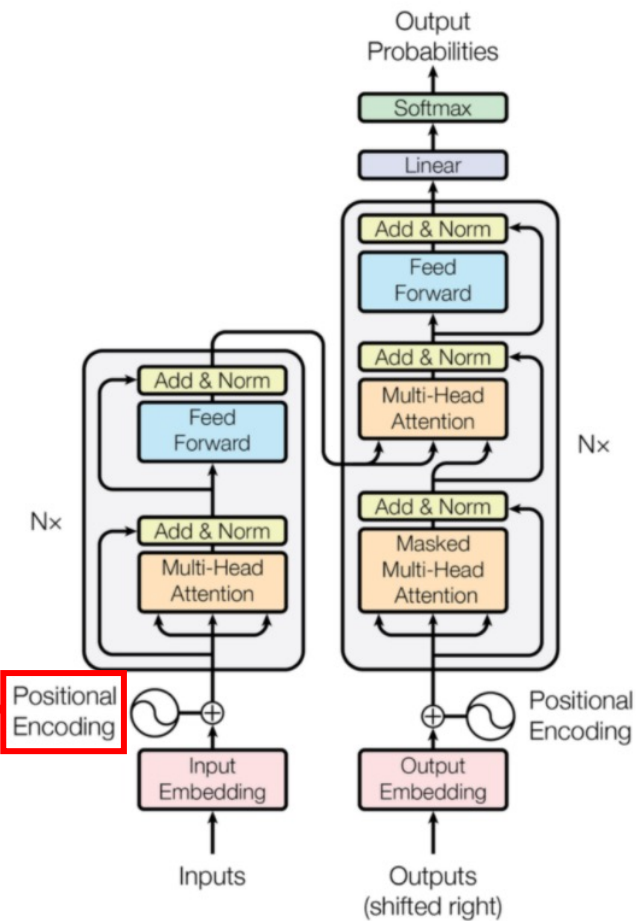 Output
Probabilities
Softmax
Linear
Add & Norm
Feed
Forward
Add & Norm
Multi-Head
Attention
Add & Norm
Masked
Multi-Head
Attention
Nx
Add & Norm
Feed
Forward
Add & Norm
Multi-Head
Attention
Nx
Positional
Encoding
Positional
Encoding
Input
Embedding
Output
Embedding
Inputs
Outputs
(shifted right)